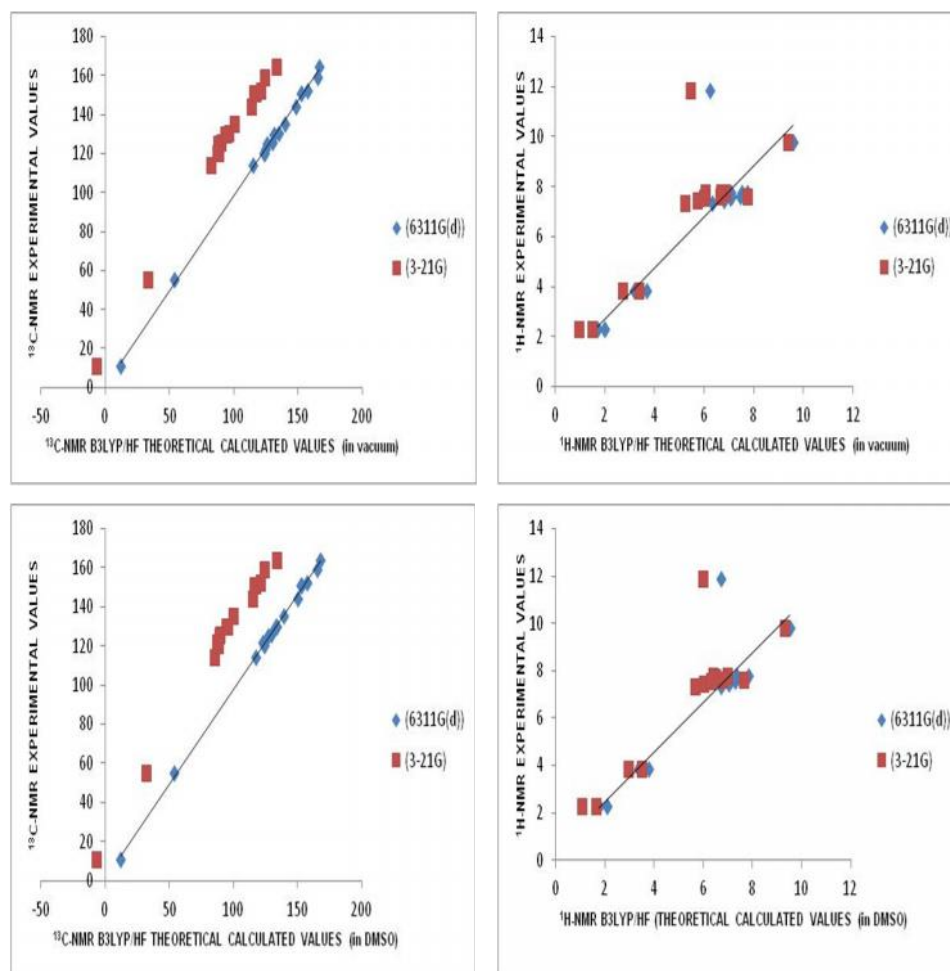 180
160
140
120
100
80
60
40
20
0
-50 0 50 100 150 200
¹³C-NMR EXPERIMENTAL VALUES
(6311G(d))
(3-21G)
¹³C-NMR B3LYP/HF THEORETICAL CALCULATED VALUES (in vacuum)
14
12
10
8
6
4
2
0
0 2 4 6 8 10 12
¹H-NMR EXPERIMENTAL VALUES
(6311G(d))
(3-21G)
¹H-NMR B3LYP/HF THEORETICAL CALCULATED VALUES (in vacuum)
180
160
140
120
100
80
60
40
20
0
-50 0 50 100 150 200
¹³C-NMR EXPERIMENTAL VALUES
(6311G(d))
(3-21G)
¹³C-NMR B3LYP/HF THEORETICAL CALCULATED VALUES (in DMSO)
14
12
10
8
6
4
2
0
0 2 4 6 8 10 12
¹H-NMR EXPERIMENTAL VALUES
(6311G(d))
(3-21G)
¹H-NMR B3LYP/HF (THEORETICAL CALCULATED VALUES (in DMSO)